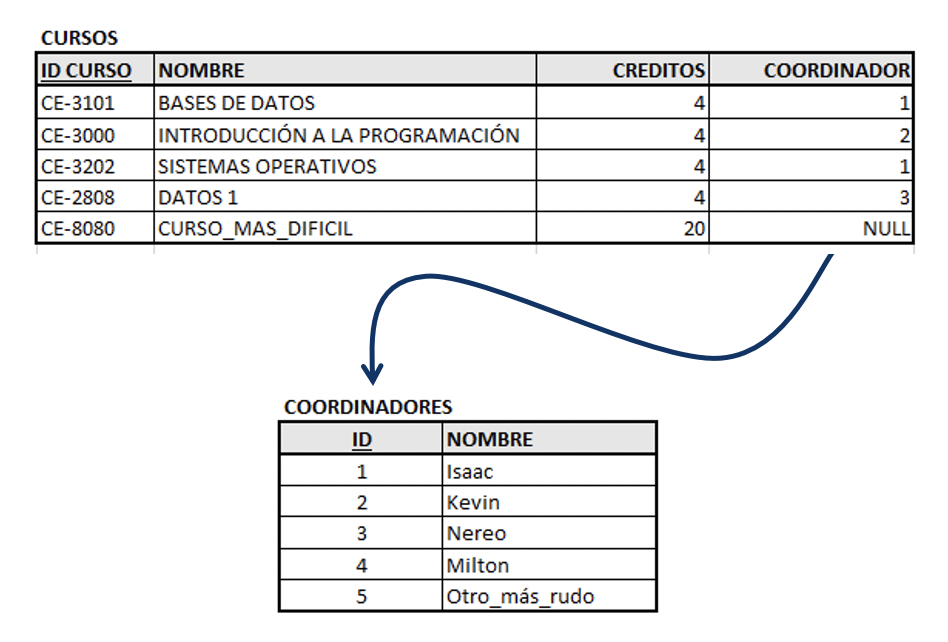 CURSOS
ID CURSO NOMBRE CREDITOS COORDINADOR
CE-3101 BASES DE DATOS 4 1
CE-3000 INTRODUCCIÓN A LA PROGRAMACIÓN 4 2
CE-3202 SISTEMAS OPERATIVOS 4 1
CE-2808 DATOS 1 4 3
CE-8080 CURSO_MAS_DIFICIL 20 NULL
COORDINADORES
ID NOMBRE
1 Isaac
2 Kevin
3 Nereo
4 Milton
5 Otro_más_rudo